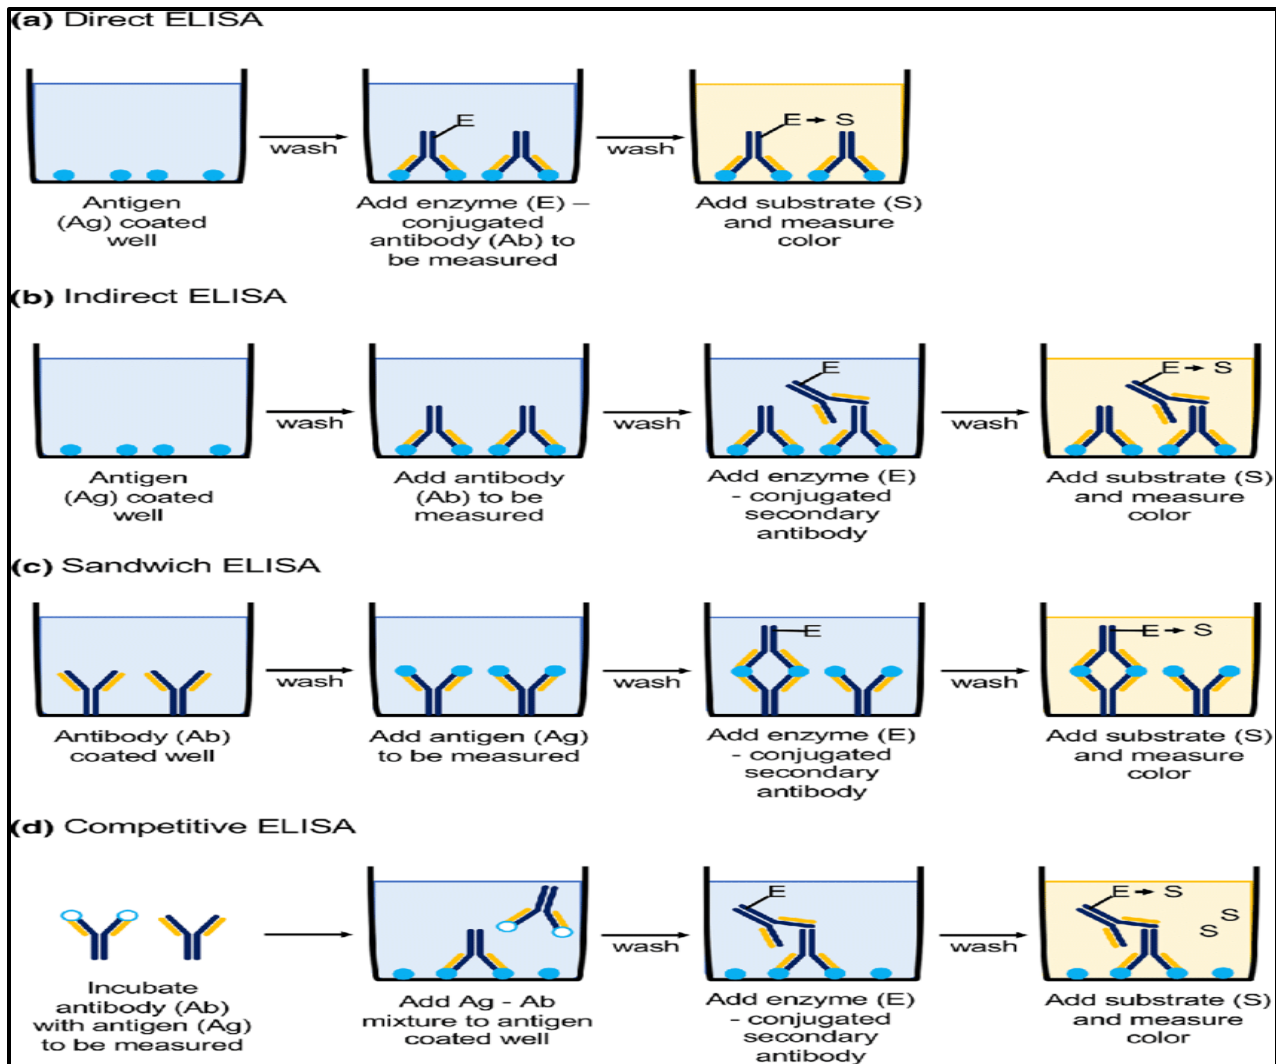 (a) Direct ELISA
E
E → S
wash
wash
Antigen
(Ag) coated
well
Add enzyme (E) –
conjugated
antibody (Ab) to
be measured
Add substrate (S)
and measure
color
(b) Indirect ELISA
E
E → S
wash
wash
wash
Antigen
(Ag) coated
well
Add antibody
(Ab) to be
measured
Add enzyme (E)
- conjugated
secondary
antibody
Add substrate (S)
and measure
color
(c) Sandwich ELISA
E
E → S
wash
wash
wash
Antibody (Ab)
coated well
Add antigen (Ag)
to be measured
Add enzyme (E)
- conjugated
secondary
antibody
Add substrate (S)
and measure
color
(d) Competitive ELISA
E
E → S
S
S
wash
wash
Incubate
antibody (Ab)
with antigen (Ag)
to be measured
Add Ag - Ab
mixture to antigen
coated well
Add enzyme (E)
- conjugated
secondary
antibody
Add substrate (S)
and measure
color